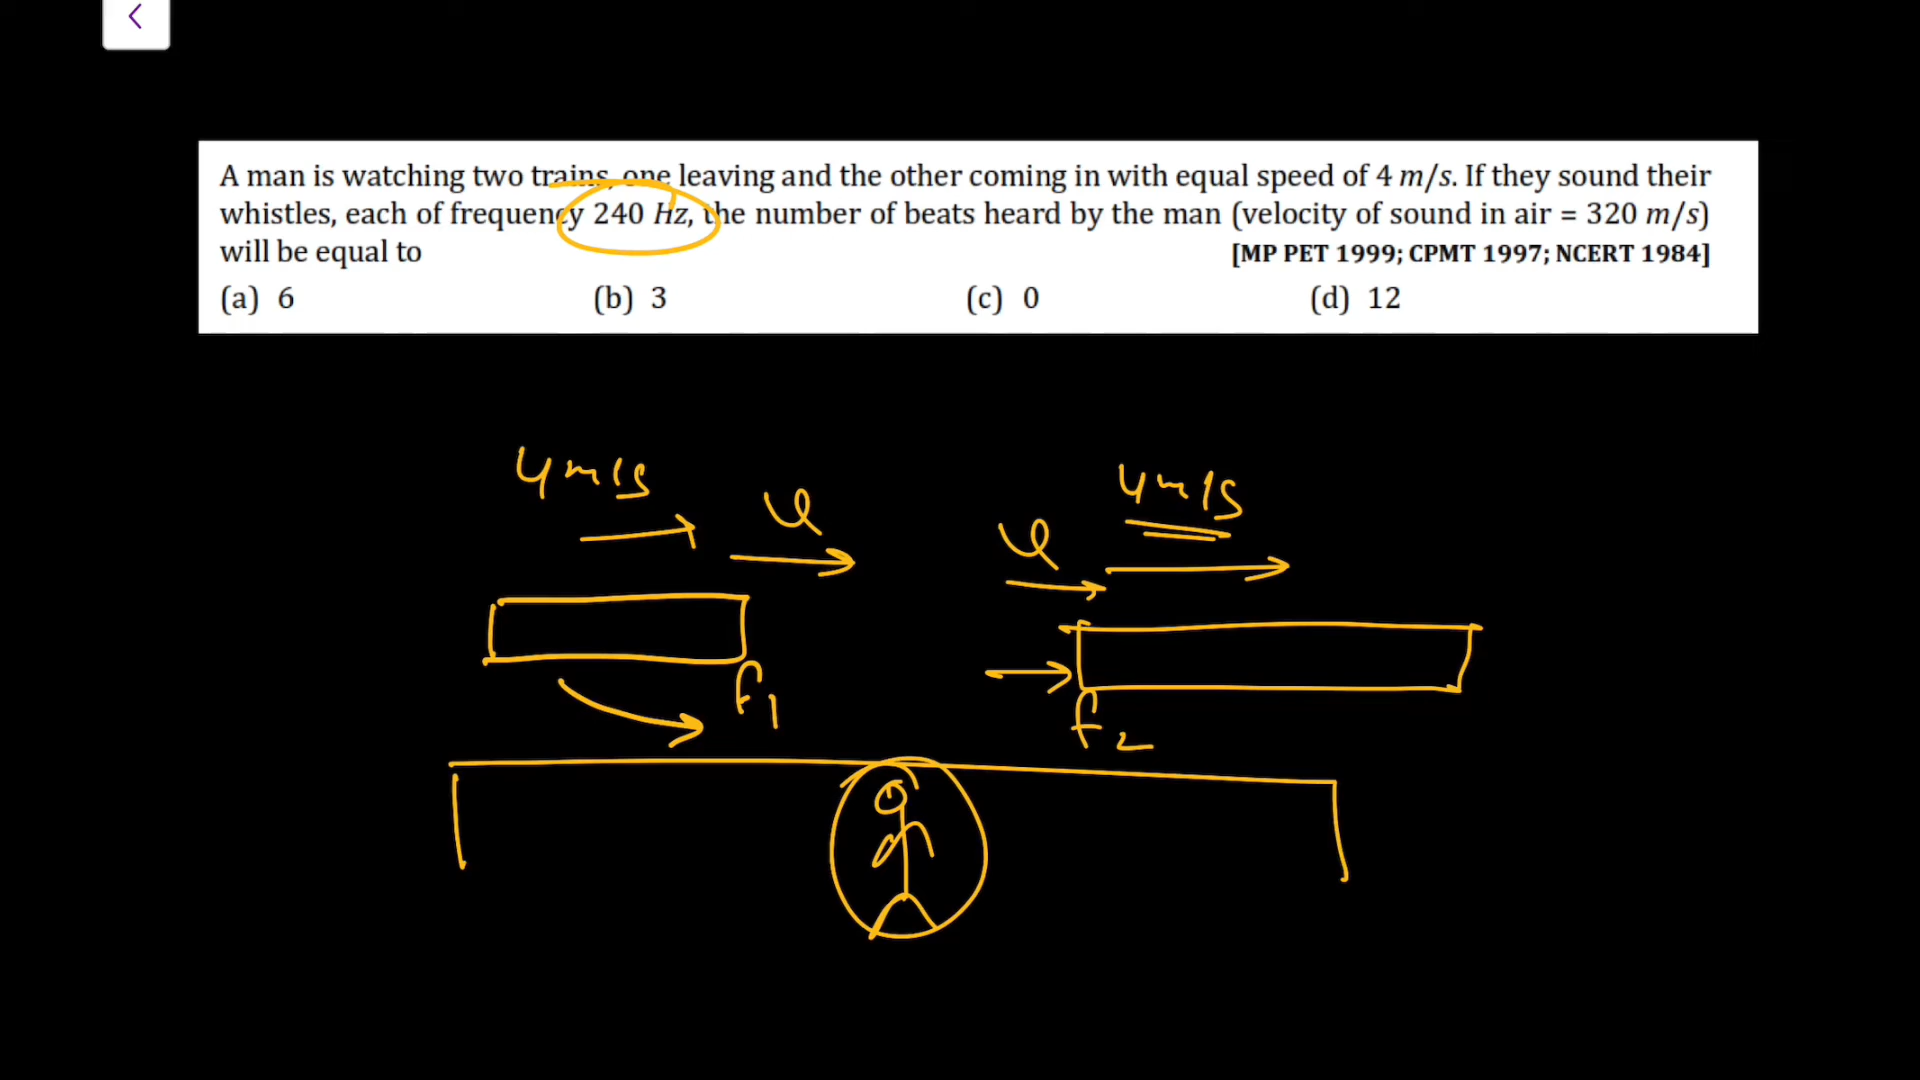 A man is watching two trains, one leaving and the other coming in with equal speed of 4 m/s. If they sound their
whistles, each of frequency 240 Hz, the number of beats heard by the man (velocity of sound in air = 320 m/s)
will be equal to [MP PET 1999; CPMT 1997; NCERT 1984]
(a) 6 (b) 3 (c) 0 (d) 12
4m/s 4m/s
f1 f2